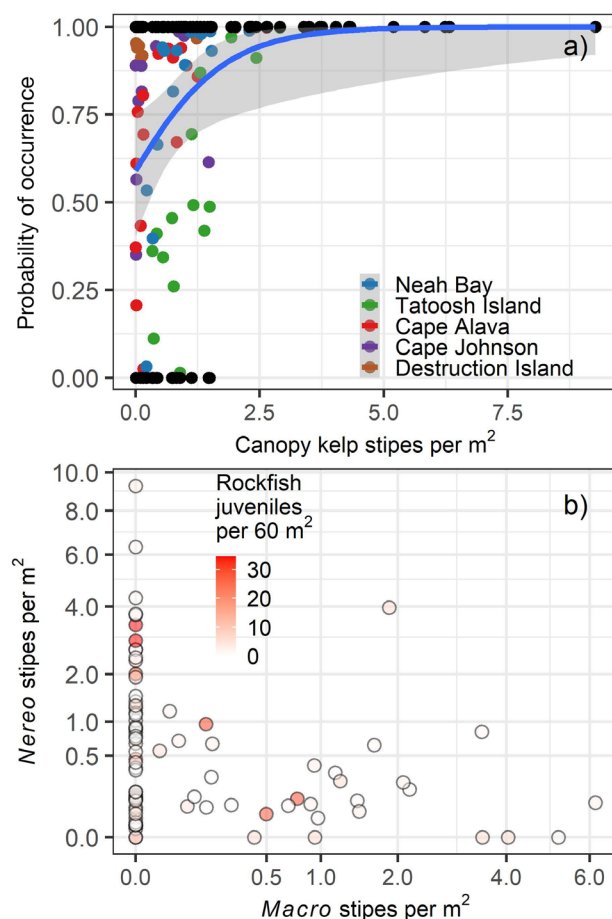 1.00
0.75
0.50
0.25
0.00
Probability of occurrence
a)
Neah Bay
Tatoosh Island
Cape Alava
Cape Johnson
Destruction Island
0.0
2.5
5.0
7.5
Canopy kelp stipes per m²
10.0
8.0
6.0
4.0
2.0
1.0
0.5
0.0
Nereo stipes per m²
Rockfish
juveniles
per 60 m²
30
20
10
0
b)
0.0
0.5
1.0
2.0
4.0
6.0
Macro stipes per m²